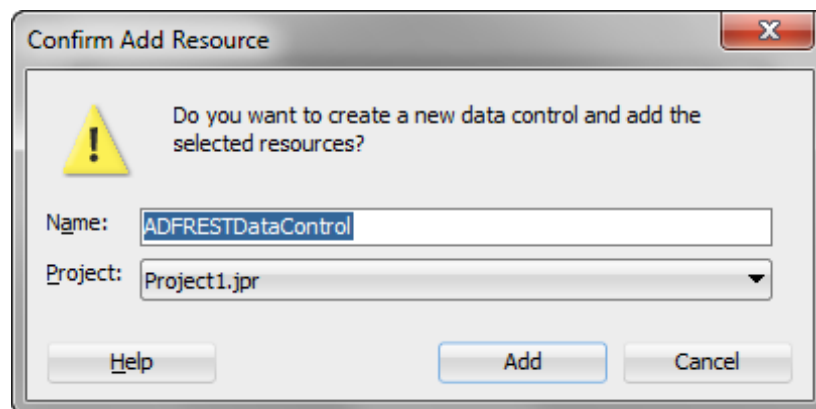 Confirm Add Resource
Do you want to create a new data control and add the
selected resources?
Name: ADFRESTDataControl
Project: Project1.jpr
Help Add Cancel